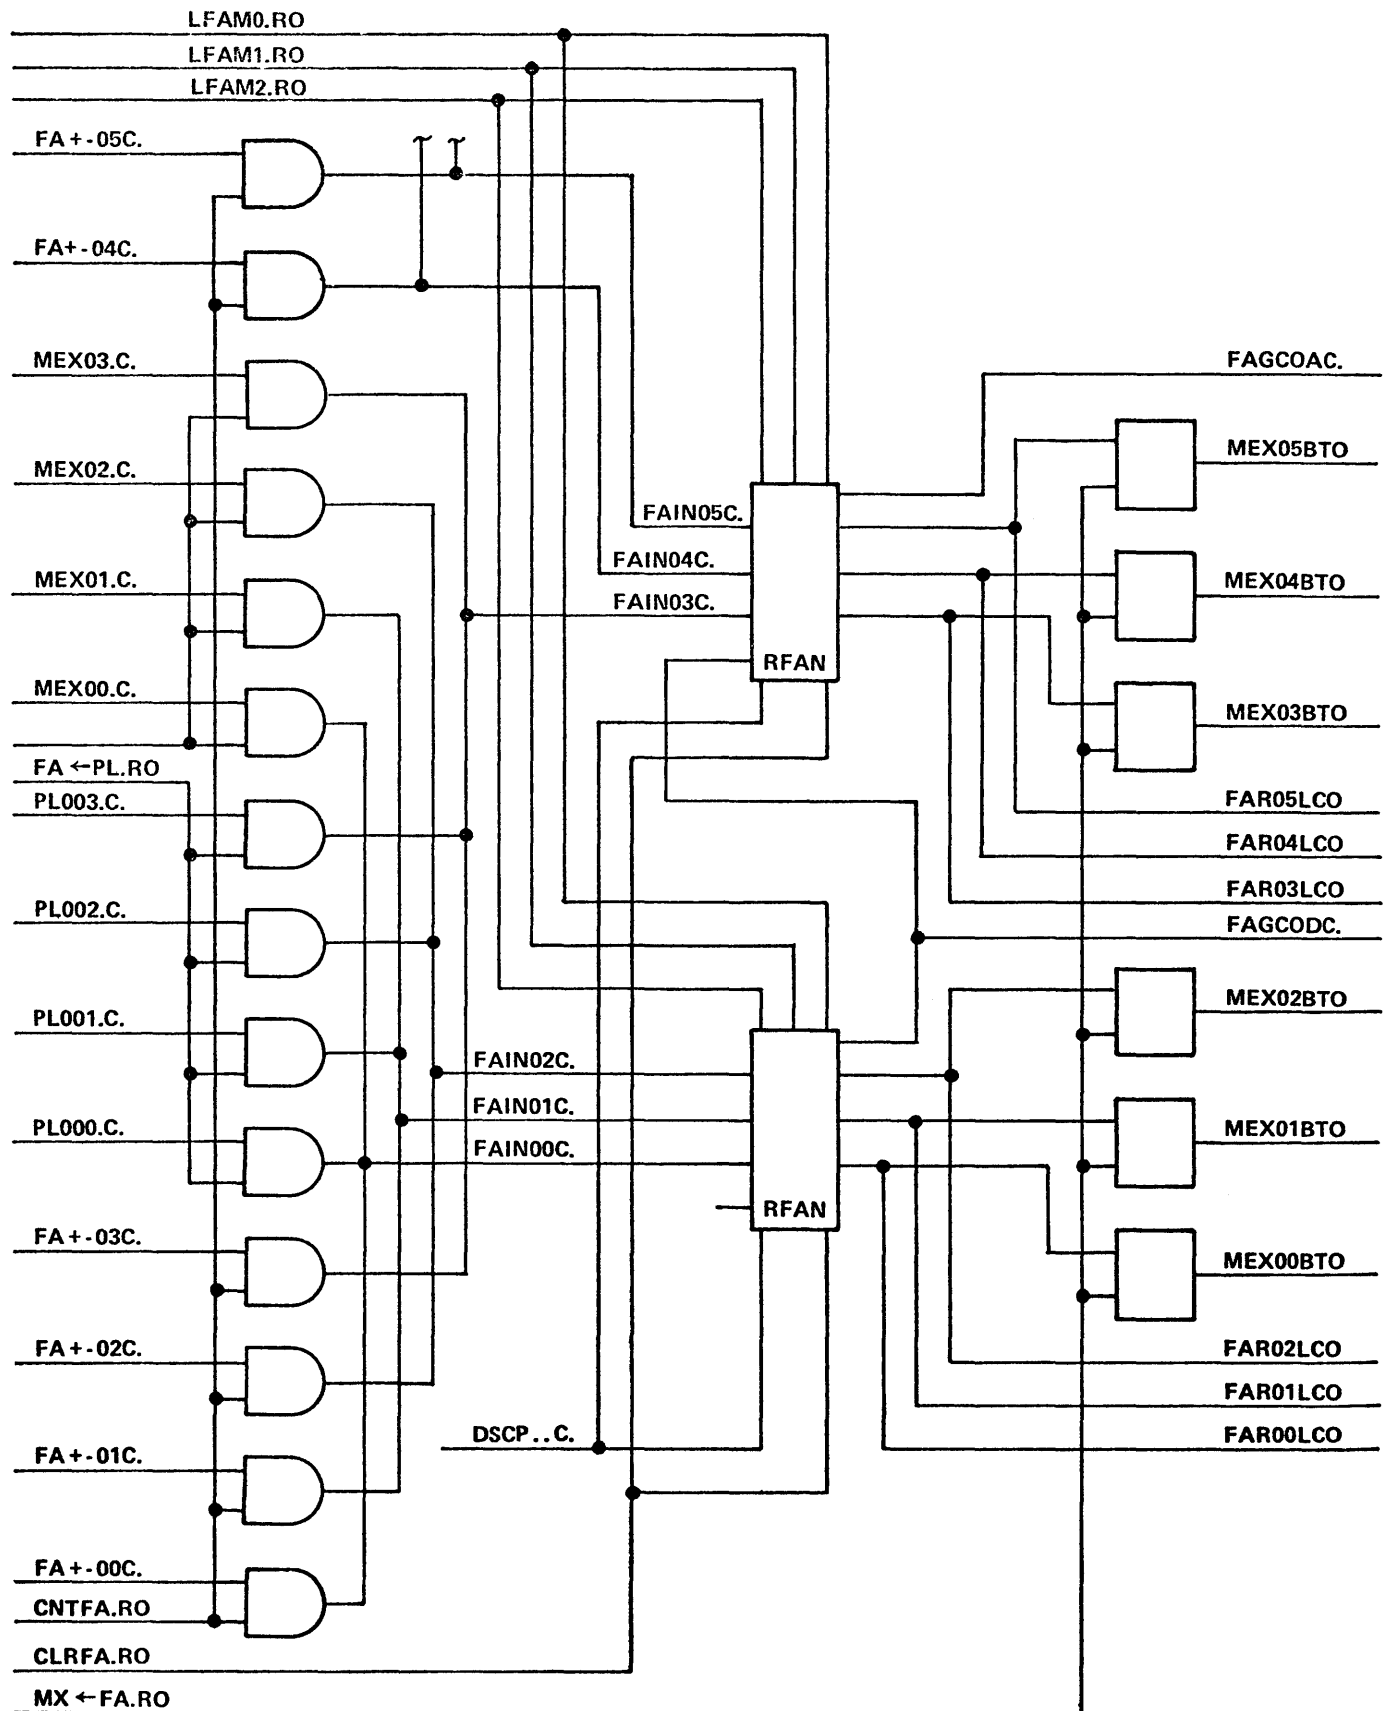 LFAM0.RO
LFAM1.RO
LFAM2.RO
FA+-05C.
FA+-04C.
MEX03.C.
FAGCOAC.
MEX02.C.
MEX05BTO
FAIN05C.
FAIN04C.
MEX01.C.
MEX04BTO
FAIN03C.
RFAN
MEX00.C.
MEX03BTO
FA ←PL.RO
PL003.C.
FAR05LCO
FAR04LCO
FAR03LCO
PL002.C.
FAGCODC.
MEX02BTO
PL001.C.
FAIN02C.
FAIN01C.
PL000.C.
MEX01BTO
FAIN00C.
RFAN
FA+-03C.
MEX00BTO
FA+-02C.
FAR02LCO
FAR01LCO
DSCP..C.
FAR00LCO
FA+-01C.
FA+-00C.
CNTFA.RO
CLRFA.RO
MX ←FA.RO